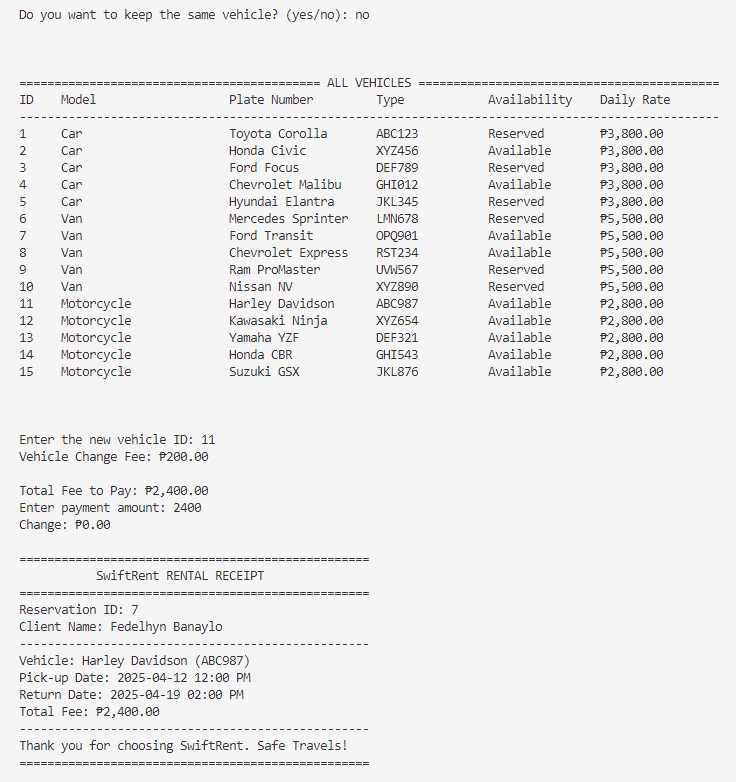 Do you want to keep the same vehicle? (yes/no): no
=========================================== ALL VEHICLES ===========================================
ID    Model                   Plate Number         Type            Availability    Daily Rate
----------------------------------------------------------------------------------------------------
1     Car                     Toyota Corolla       ABC123          Reserved        ₱3,800.00
2     Car                     Honda Civic          XYZ456          Available       ₱3,800.00
3     Car                     Ford Focus           DEF789          Reserved        ₱3,800.00
4     Car                     Chevrolet Malibu     GHI012          Available       ₱3,800.00
5     Car                     Hyundai Elantra      JKL345          Reserved        ₱3,800.00
6     Van                     Mercedes Sprinter    LMN678          Reserved        ₱5,500.00
7     Van                     Ford Transit         OPQ901          Available       ₱5,500.00
8     Van                     Chevrolet Express    RST234          Available       ₱5,500.00
9     Van                     Ram ProMaster        UVW567          Reserved        ₱5,500.00
10    Van                     Nissan NV            XYZ890          Reserved        ₱5,500.00
11    Motorcycle              Harley Davidson      ABC987          Available       ₱2,800.00
12    Motorcycle              Kawasaki Ninja       XYZ654          Available       ₱2,800.00
13    Motorcycle              Yamaha YZF           DEF321          Available       ₱2,800.00
14    Motorcycle              Honda CBR            GHI543          Available       ₱2,800.00
15    Motorcycle              Suzuki GSX           JKL876          Available       ₱2,800.00
Enter the new vehicle ID: 11
Vehicle Change Fee: ₱200.00
Total Fee to Pay: ₱2,400.00
Enter payment amount: 2400
Change: ₱0.00
==================================================
SwiftRent RENTAL RECEIPT
==================================================
Reservation ID: 7
Client Name: Fedelhyn Banaylo
--------------------------------------------------
Vehicle: Harley Davidson (ABC987)
Pick-up Date: 2025-04-12 12:00 PM
Return Date: 2025-04-19 02:00 PM
Total Fee: ₱2,400.00
--------------------------------------------------
Thank you for choosing SwiftRent. Safe Travels!
==================================================